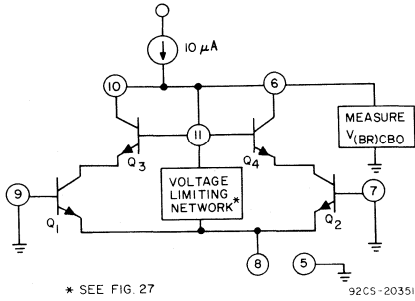 10 μA
10
6
11
MEASURE
V(BR)CBO
Q3
Q4
9
7
VOLTAGE
LIMITING
NETWORK*
Q1
Q2
8
5
* SEE FIG. 27
92CS-20351